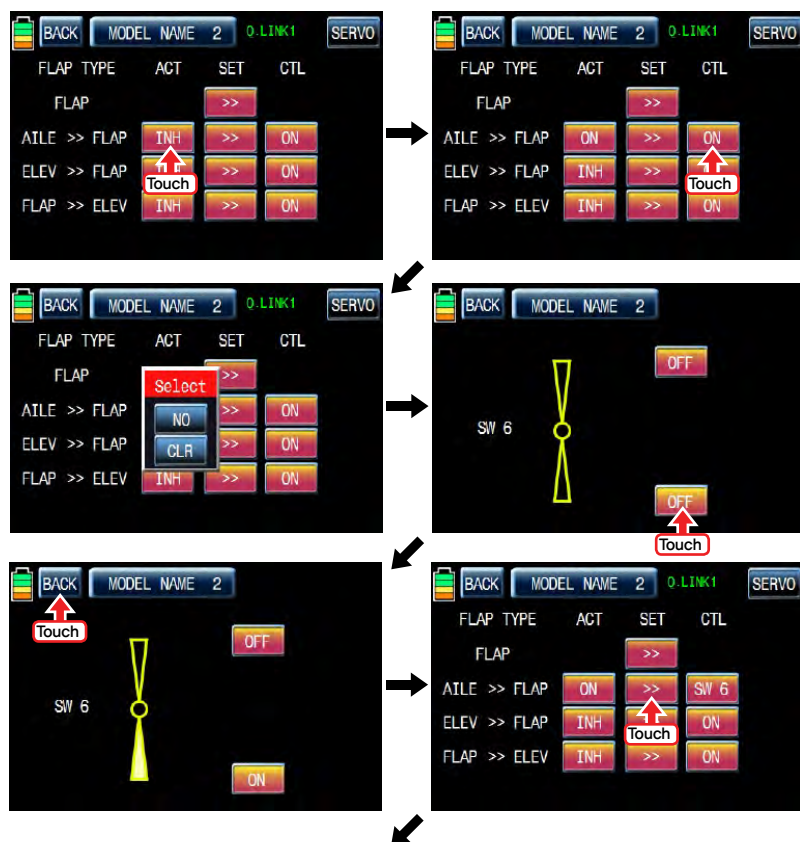 BACK MODEL NAME 2 Q-LINK1 SERVO
FLAP TYPE ACT SET CTL
FLAP >>
AILE >> FLAP INH >> ON
ELEV >> FLAP >> ON
Touch
FLAP >> ELEV INH >> ON
BACK MODEL NAME 2 Q-LINK1 SERVO
FLAP TYPE ACT SET CTL
FLAP >>
AILE >> FLAP ON >> ON
ELEV >> FLAP INH >>
Touch
FLAP >> ELEV INH >> ON
BACK MODEL NAME 2 Q-LINK1 SERVO
FLAP TYPE ACT SET CTL
FLAP >>
Select
AILE >> FLAP NO >> ON
ELEV >> FLAP CLR >> ON
FLAP >> ELEV INH >> ON
BACK MODEL NAME 2
OFF
SW 6
OFF
Touch
BACK MODEL NAME 2
Touch
OFF
SW 6
ON
BACK MODEL NAME 2 Q-LINK1 SERVO
FLAP TYPE ACT SET CTL
FLAP >>
AILE >> FLAP ON >> SW 6
ELEV >> FLAP INH ON
Touch
FLAP >> ELEV INH >> ON